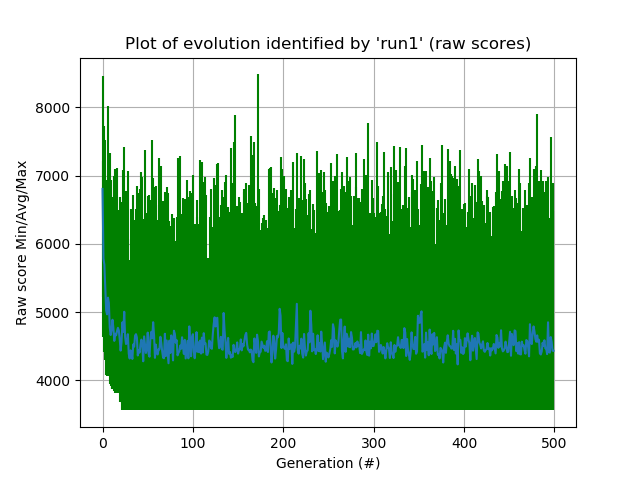 Plot of evolution identified by 'run1' (raw scores)
8000
7000
6000
5000
4000
Raw score Min/Avg/Max
0 100 200 300 400 500
Generation (#)